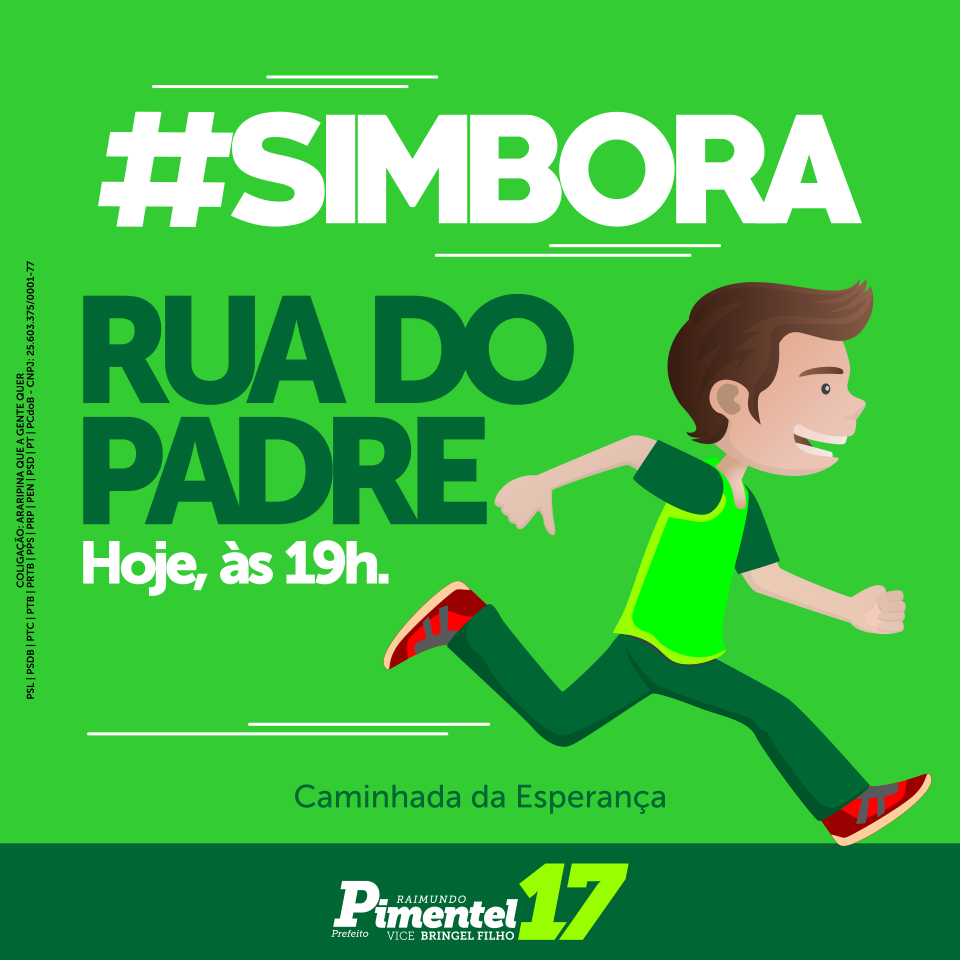 #SIMBORA
RUA DO
PADRE
Hoje, às 19h.
COLIGAÇÃO: ARARIPINA QUE A GENTE QUER
PSL | PSDB | PTC | PTB | PRTB | PPS | PRP | PEN | PSD | PT | PCdoB - CNPJ: 25.603.375/0001-77
Caminhada da Esperança
RAIMUNDO
Pimentel 17
Prefeito VICE BRINGEL FILHO